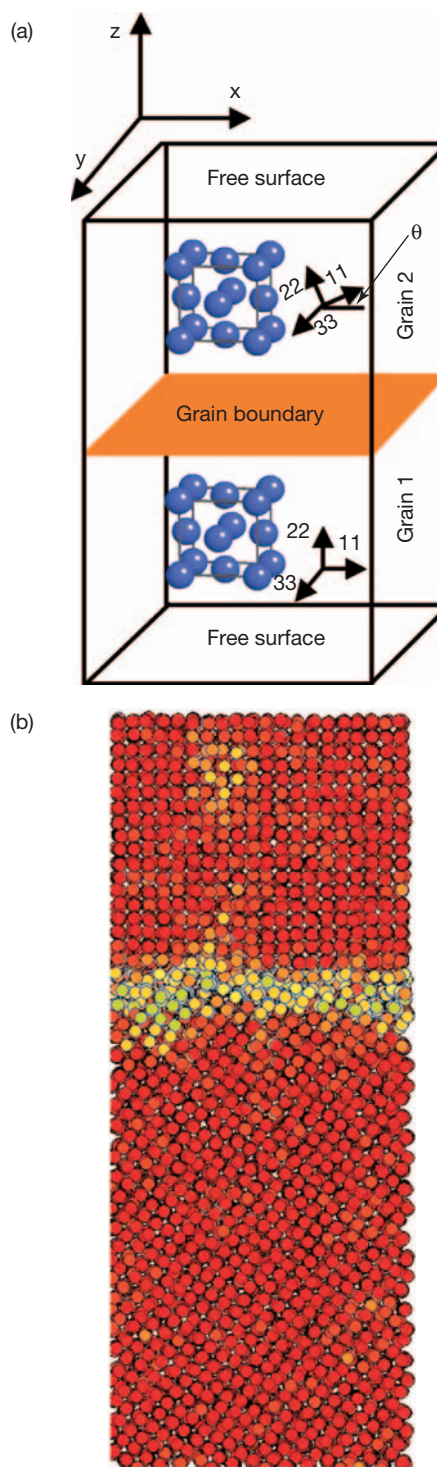 (a)
z
x
y
Free surface
θ
22
11
33
Grain 2
Grain boundary
22
11
33
Grain 1
Free surface
(b)